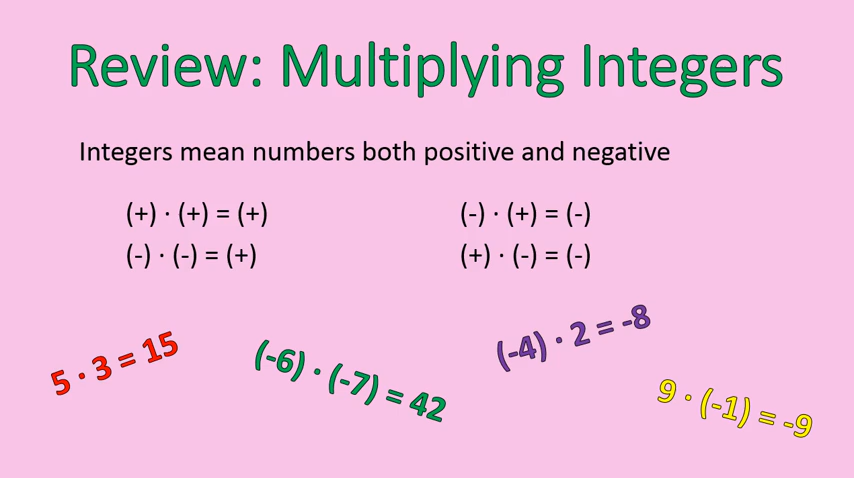 Review: Multiplying Integers
Integers mean numbers both positive and negative
(+) · (+) = (+)
(-) · (-) = (+)
(-) · (+) = (-)
(+) · (-) = (-)
5 · 3 = 15
(-6) · (-7) = 42
(-4) · 2 = -8
9 · (-1) = -9